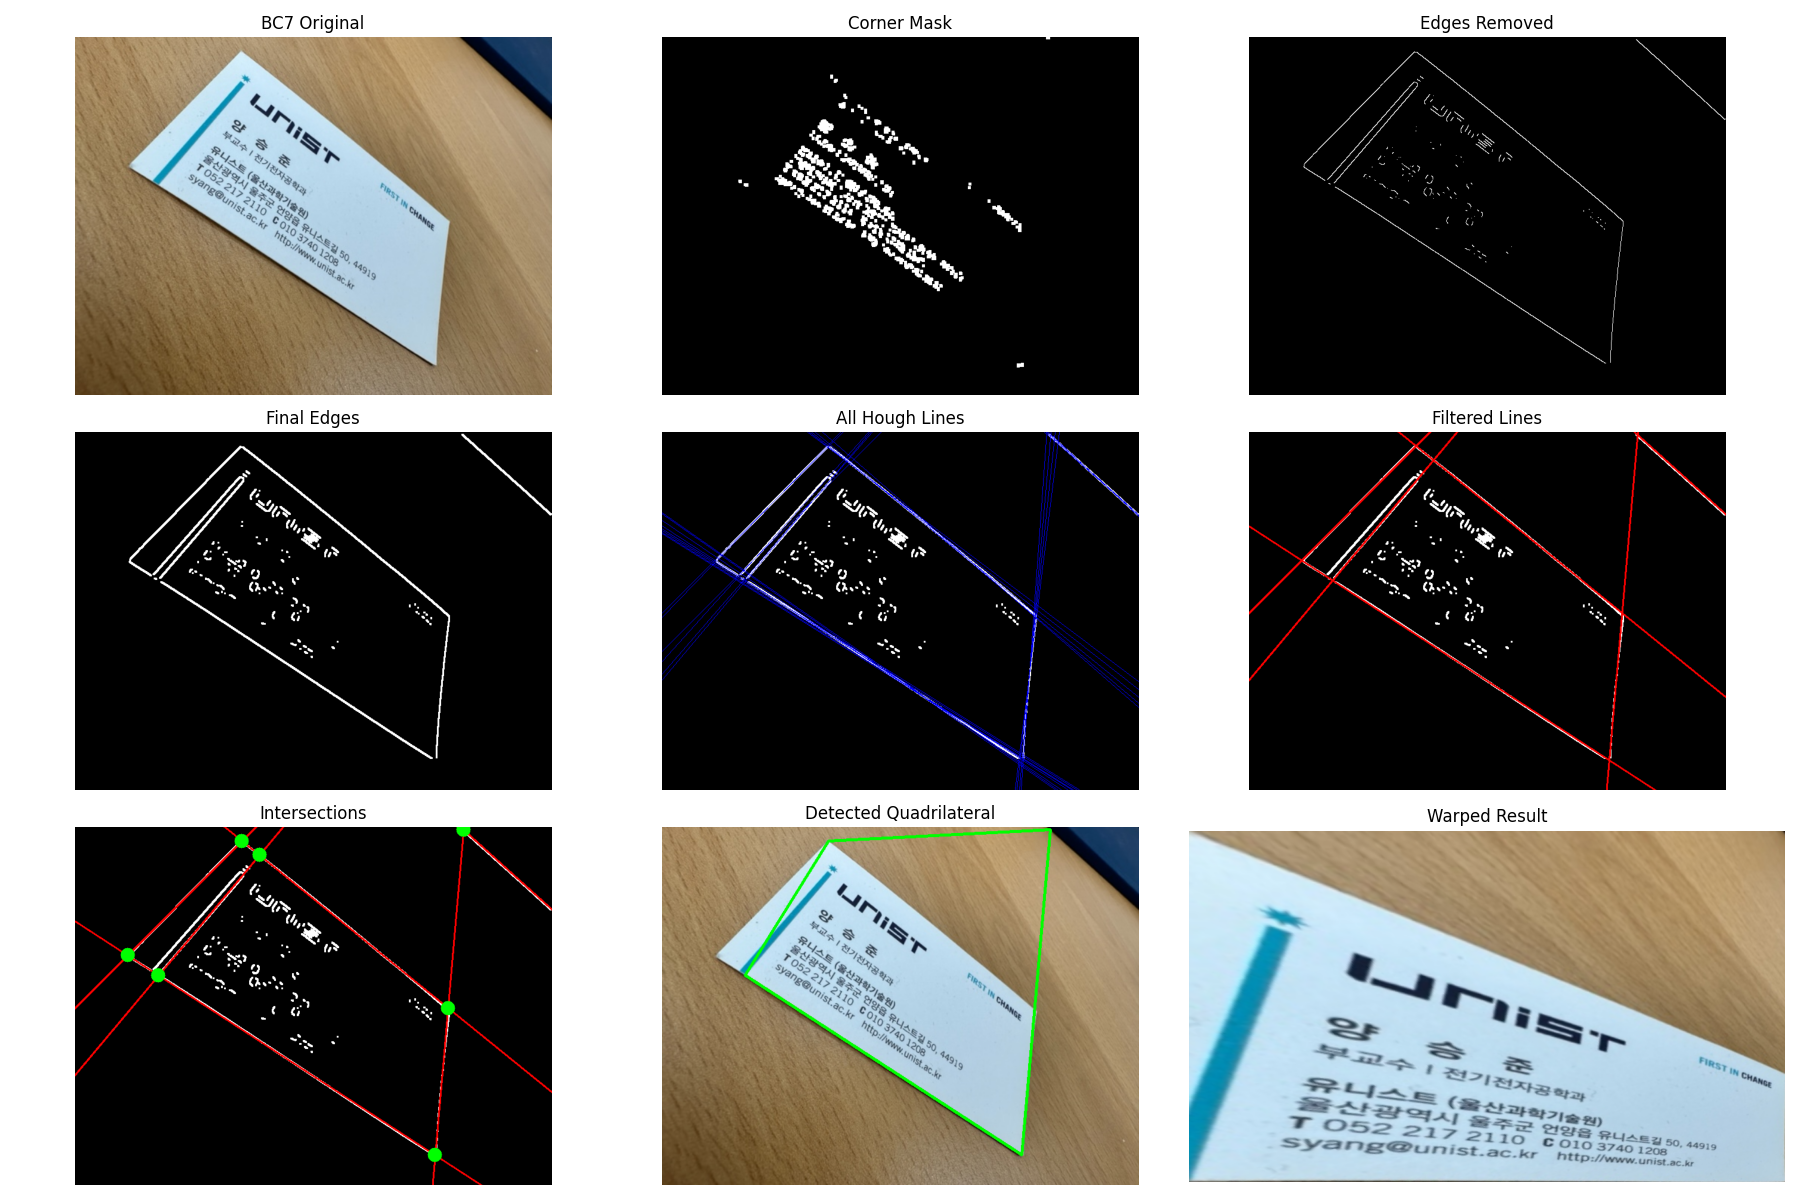 BC7 Original
Corner Mask
Edges Removed
UNIST
양 승 준
부교수 | 전기전자공학과
FIRST IN CHANGE
유니스트 (울산과학기술원)
울산광역시 울주군 언양읍 유니스트길 50, 44919
T 052 217 2110 C 010 3740 1208
syang@unist.ac.kr http://www.unist.ac.kr
Final Edges
All Hough Lines
Filtered Lines
Intersections
Detected Quadrilateral
Warped Result
UNIST
양 승 준
부교수 | 전기전자공학과
FIRST IN CHANGE
유니스트 (울산과학기술원)
울산광역시 울주군 언양읍 유니스트길 50, 44919
T 052 217 2110 C 010 3740 1208
syang@unist.ac.kr http://www.unist.ac.kr
UNIST
양 승 준
부교수 | 전기전자공학과
FIRST IN CHANGE
유니스트 (울산과학기술원)
울산광역시 울주군 언양읍 유니스트길 50, 44919
T 052 217 2110 C 010 3740 1208
syang@unist.ac.kr http://www.unist.ac.kr